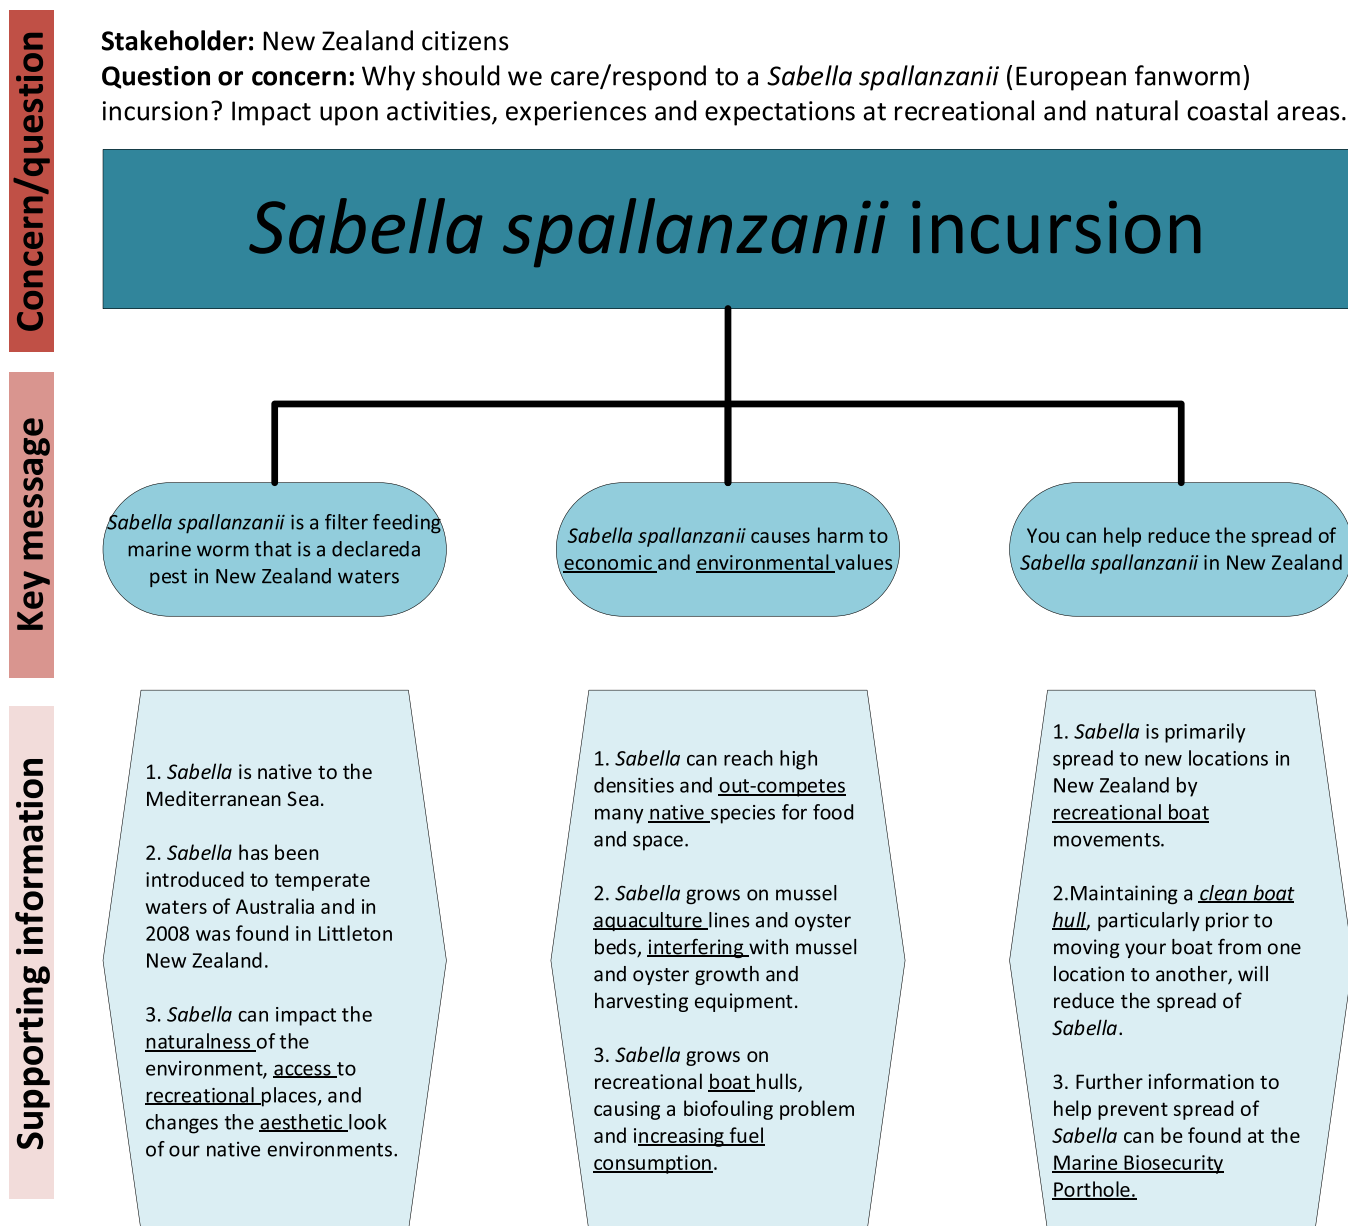 Concern/question
Stakeholder: New Zealand citizens
Question or concern: Why should we care/respond to a Sabella spallanzanii (European fanworm)
incursion? Impact upon activities, experiences and expectations at recreational and natural coastal areas.
Sabella spallanzanii incursion
Key message
Sabella spallanzanii is a filter feeding
marine worm that is a declareda
pest in New Zealand waters
Sabella spallanzanii causes harm to
economic and environmental values
You can help reduce the spread of
Sabella spallanzanii in New Zealand
Supporting information
1. Sabella is native to the
Mediterranean Sea.
2. Sabella has been
introduced to temperate
waters of Australia and in
2008 was found in Littleton
New Zealand.
3. Sabella can impact the
naturalness of the
environment, access to
recreational places, and
changes the aesthetic look
of our native environments.
1. Sabella can reach high
densities and out-competes
many native species for food
and space.
2. Sabella grows on mussel
aquaculture lines and oyster
beds, interfering with mussel
and oyster growth and
harvesting equipment.
3. Sabella grows on
recreational boat hulls,
causing a biofouling problem
and increasing fuel
consumption.
1. Sabella is primarily
spread to new locations in
New Zealand by
recreational boat
movements.
2.Maintaining a clean boat
hull, particularly prior to
moving your boat from one
location to another, will
reduce the spread of
Sabella.
3. Further information to
help prevent spread of
Sabella can be found at the
Marine Biosecurity
Porthole.